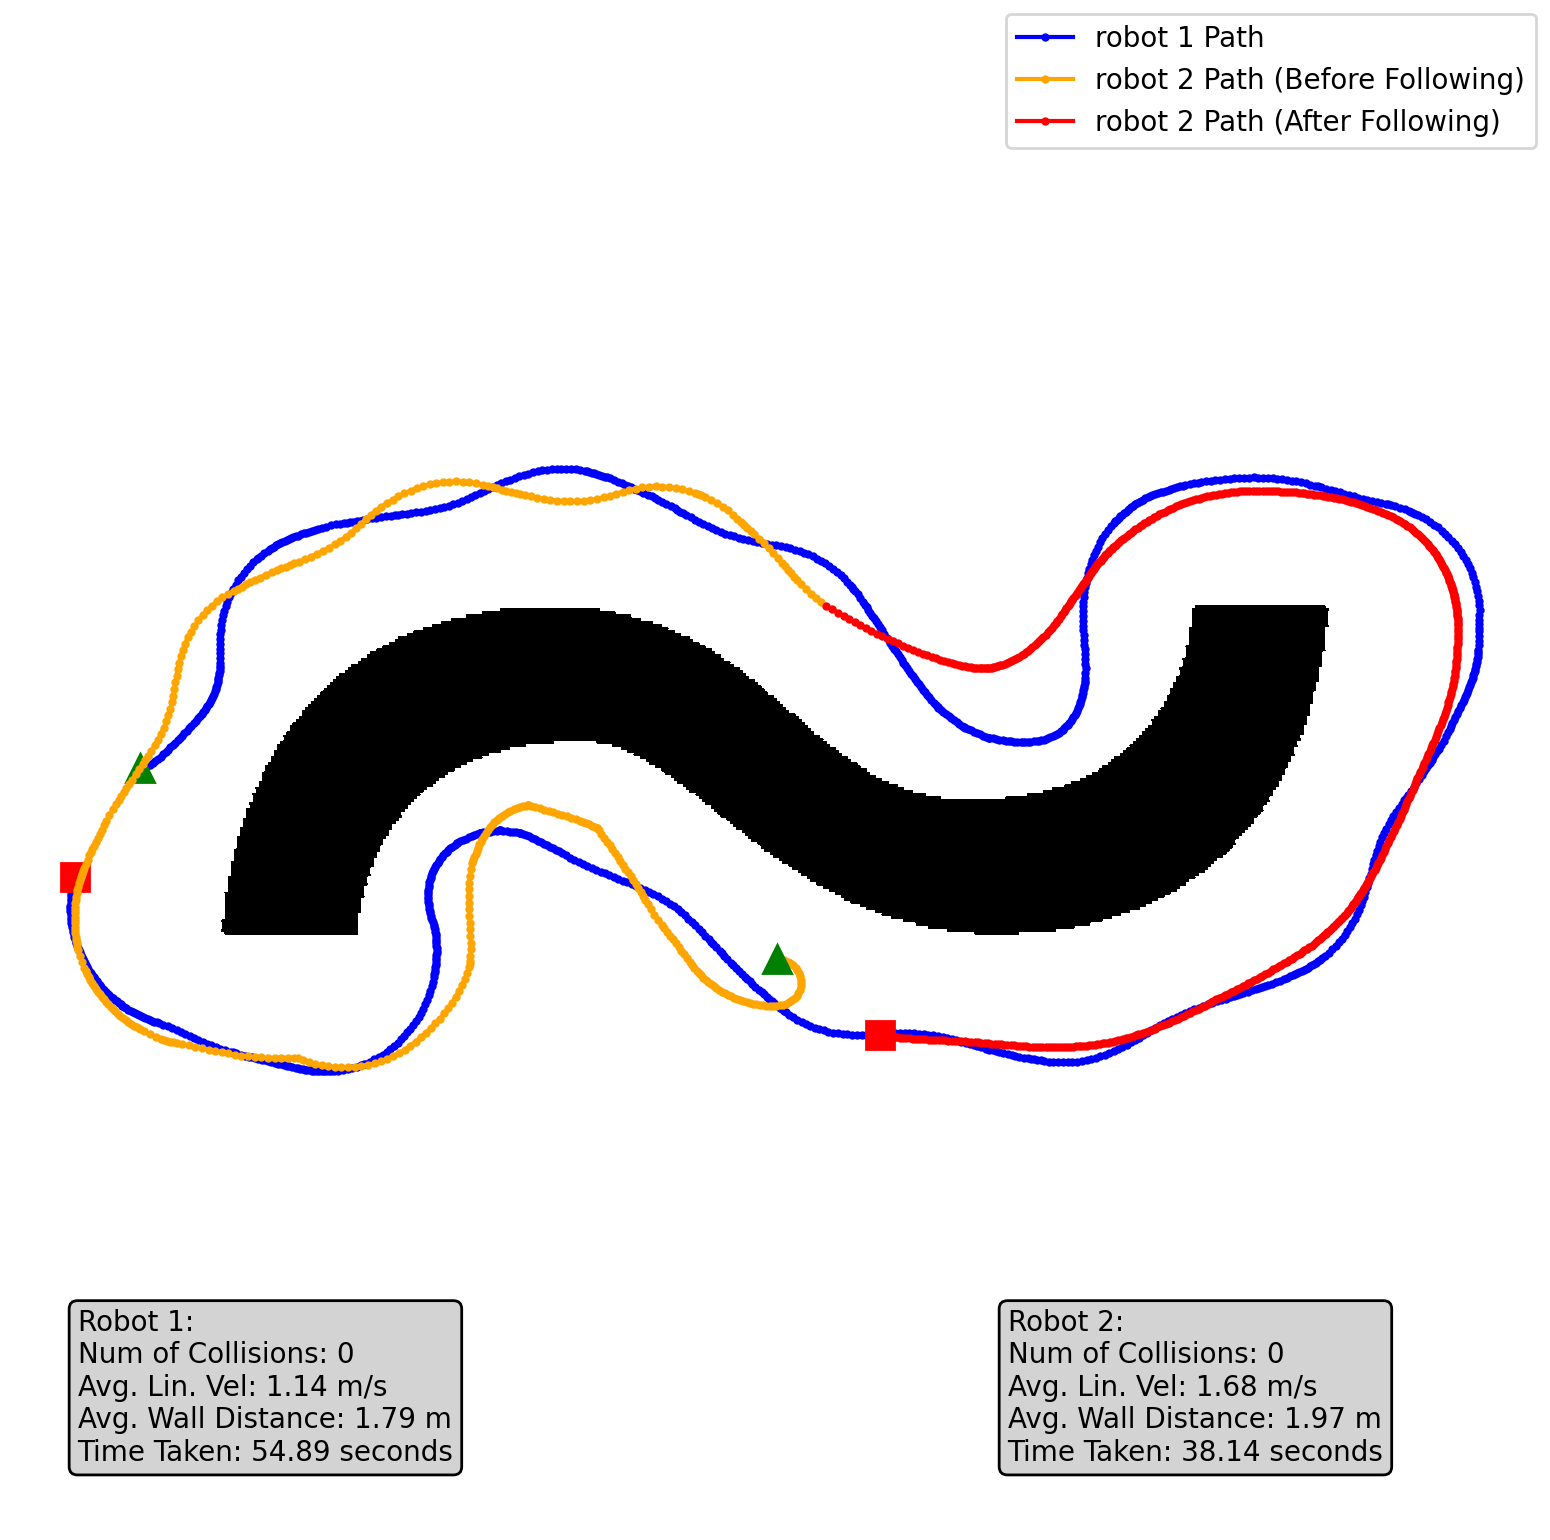 robot 1 Path
robot 2 Path (Before Following)
robot 2 Path (After Following)
Robot 1:
Num of Collisions: 0
Avg. Lin. Vel: 1.14 m/s
Avg. Wall Distance: 1.79 m
Time Taken: 54.89 seconds
Robot 2:
Num of Collisions: 0
Avg. Lin. Vel: 1.68 m/s
Avg. Wall Distance: 1.97 m
Time Taken: 38.14 seconds